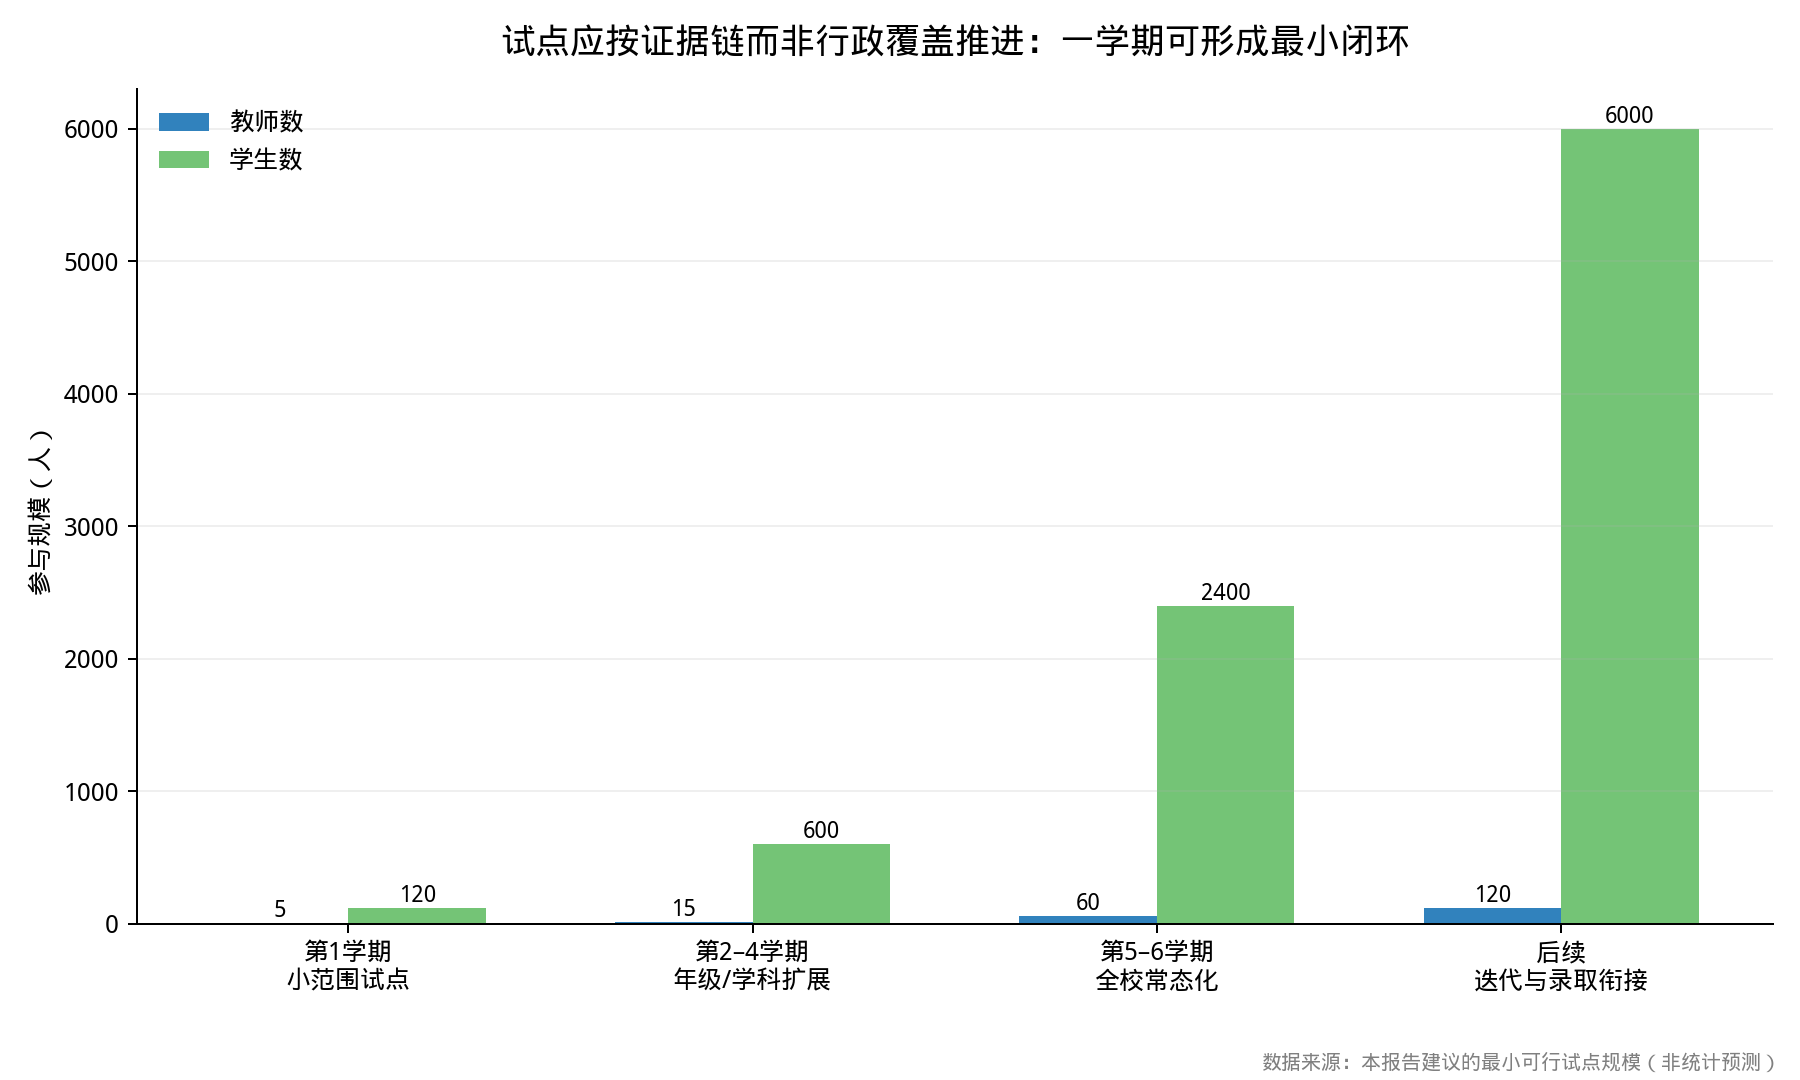 试点应按证据链而非行政覆盖推进：一学期可形成最小闭环
教师数
学生数
参与规模（人）
6000
5000
4000
3000
2000
1000
0
5
120
15
600
60
2400
120
6000
第1学期
小范围试点
第2–4学期
年级/学科扩展
第5–6学期
全校常态化
后续
迭代与录取衔接
数据来源：本报告建议的最小可行试点规模（非统计预测）